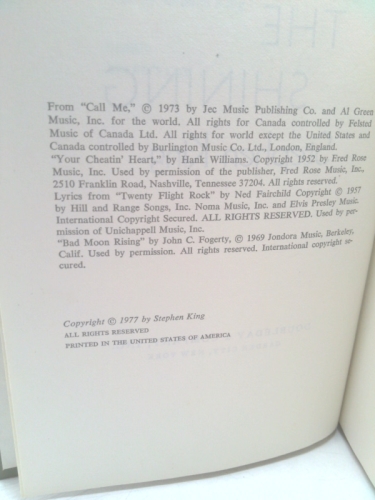 THE
SHINING
From "Call Me," © 1973 by Jec Music Publishing Co. and Al Green
Music, Inc. for the world. All rights for Canada controlled by Felsted
Music of Canada Ltd. All rights for world except the United States and
Canada controlled by Burlington Music Co. Ltd., London, England.
"Your Cheatin' Heart," by Hank Williams. Copyright 1952 by Fred Rose
Music, Inc. Used by permission of the publisher, Fred Rose Music, Inc.,
2510 Franklin Road, Nashville, Tennessee 37204. All rights reserved.
Lyrics from "Twenty Flight Rock" by Ned Fairchild Copyright © 1957
by Hill and Range Songs, Inc. Noma Music, Inc. and Elvis Presley Music.
International Copyright Secured. ALL RIGHTS RESERVED. Used by per-
mission of Unichappell Music, Inc.
"Bad Moon Rising" by John C. Fogerty, © 1969 Jondora Music, Berkeley,
Calif. Used by permission. All rights reserved. International copyright se-
cured.
Copyright © 1977 by Stephen King
ALL RIGHTS RESERVED
PRINTED IN THE UNITED STATES OF AMERICA